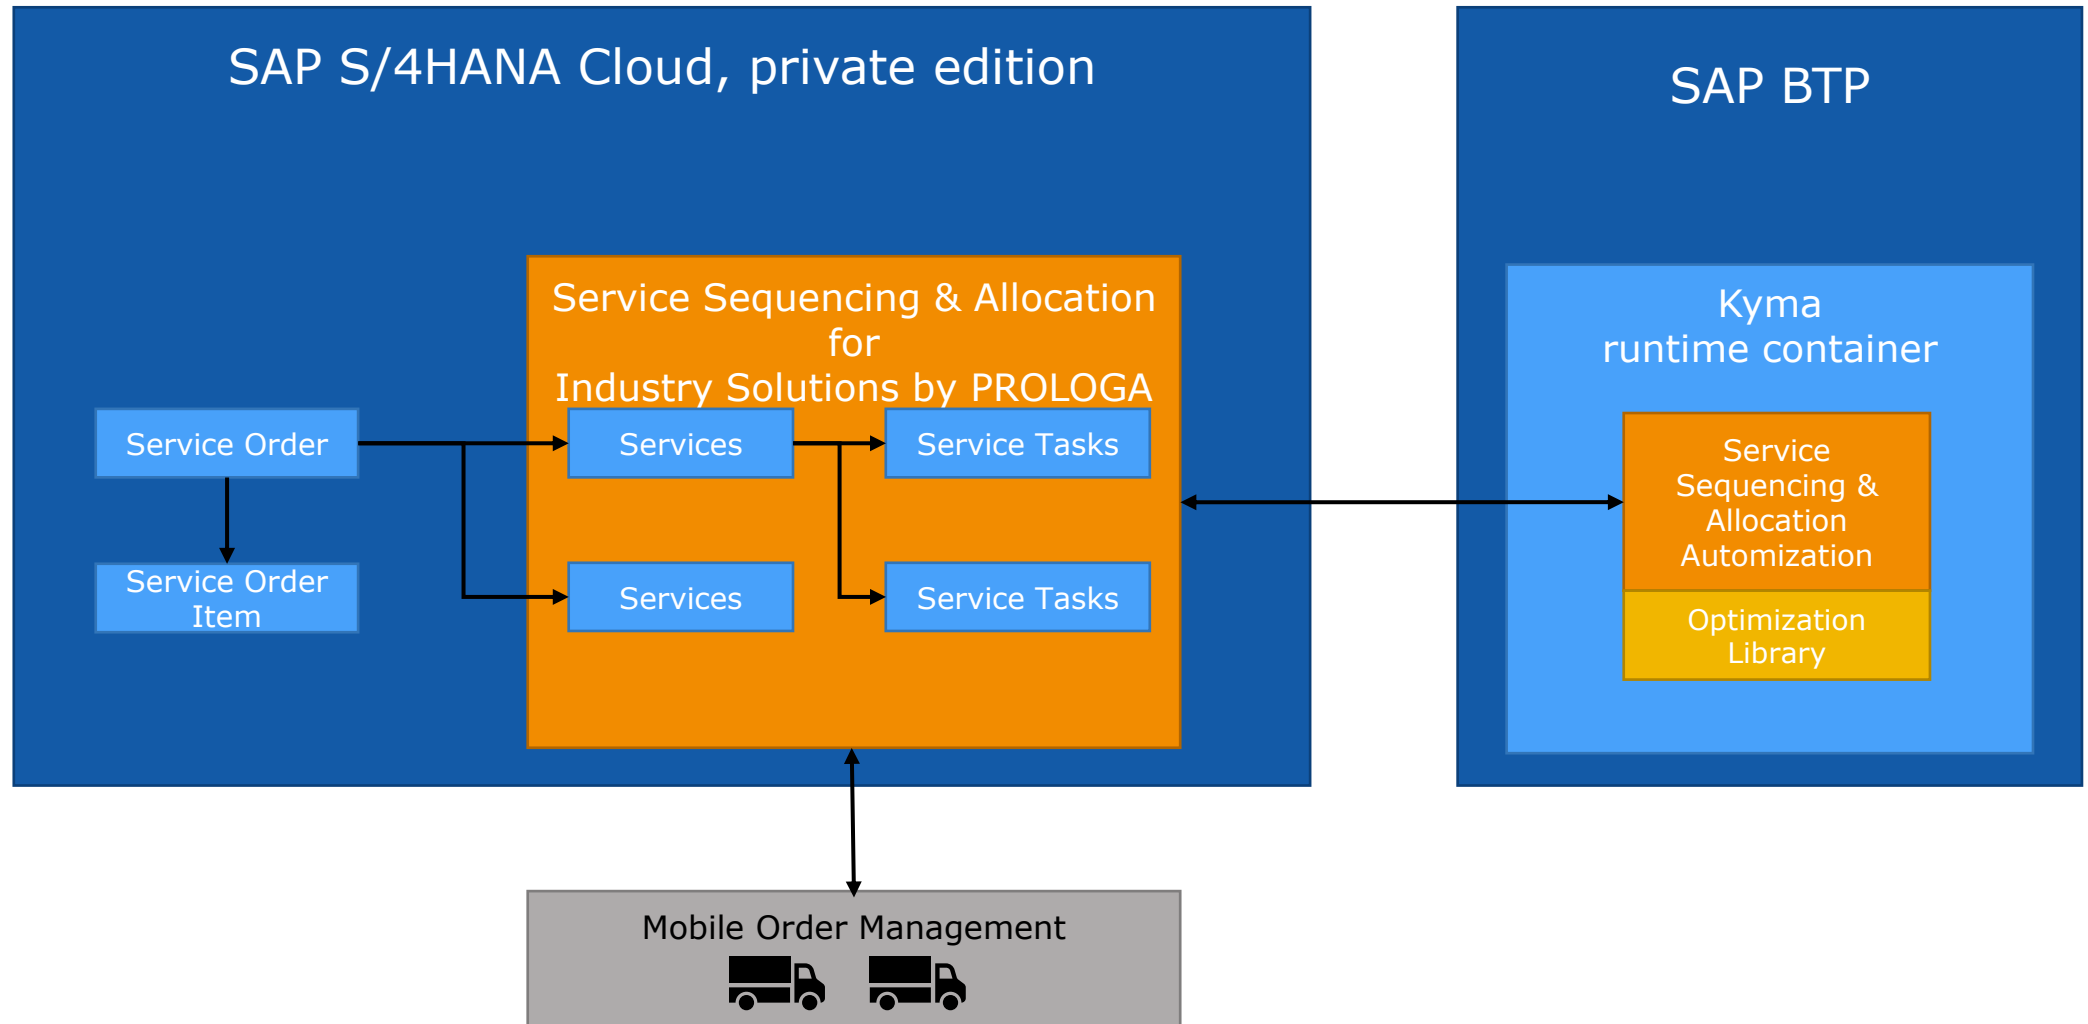 SAP S/4HANA Cloud, private edition
SAP BTP
Service Sequencing & Allocation
for
Industry Solutions by PROLOGA
Kyma
runtime container
Service Order
Services
Service Tasks
Service
Sequencing &
Allocation
Automization
Service Order
Item
Services
Service Tasks
Optimization
Library
Mobile Order Management